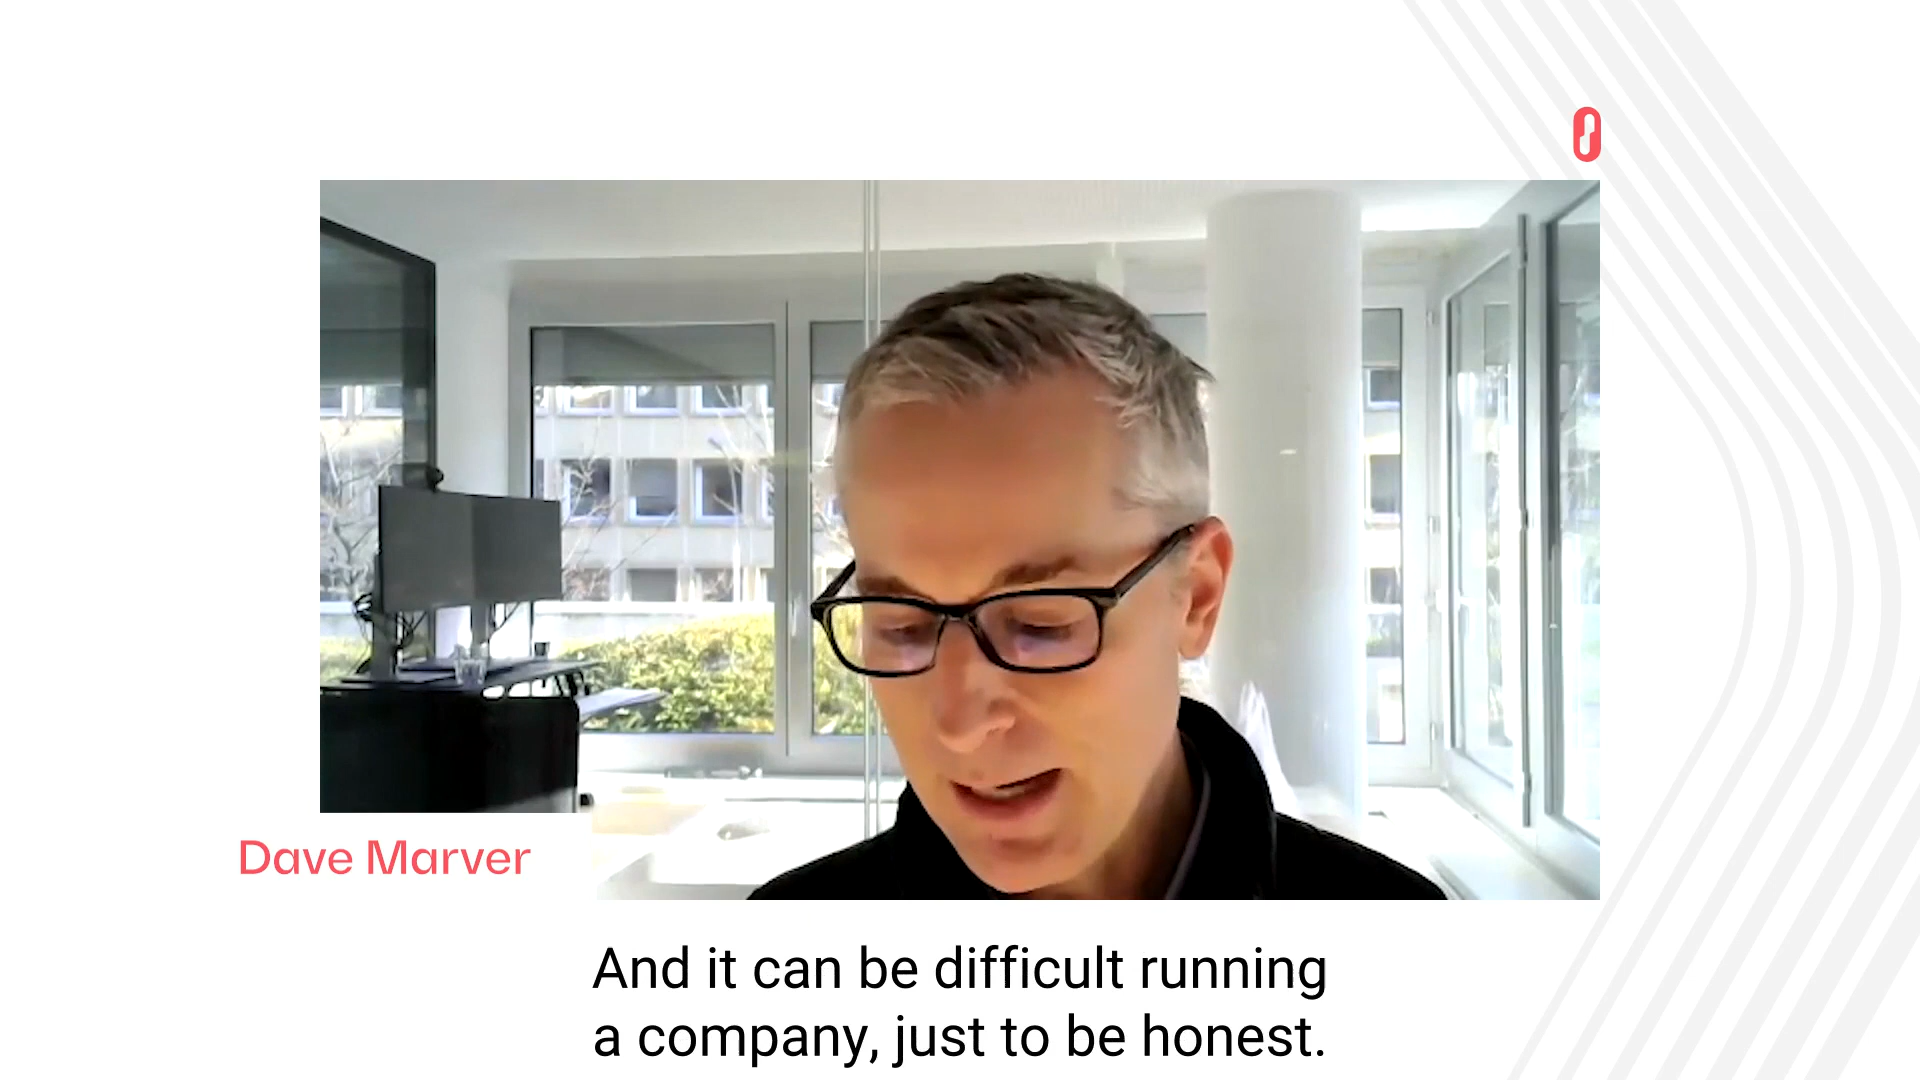 Dave Marver
And it can be difficult running
a company, just to be honest.